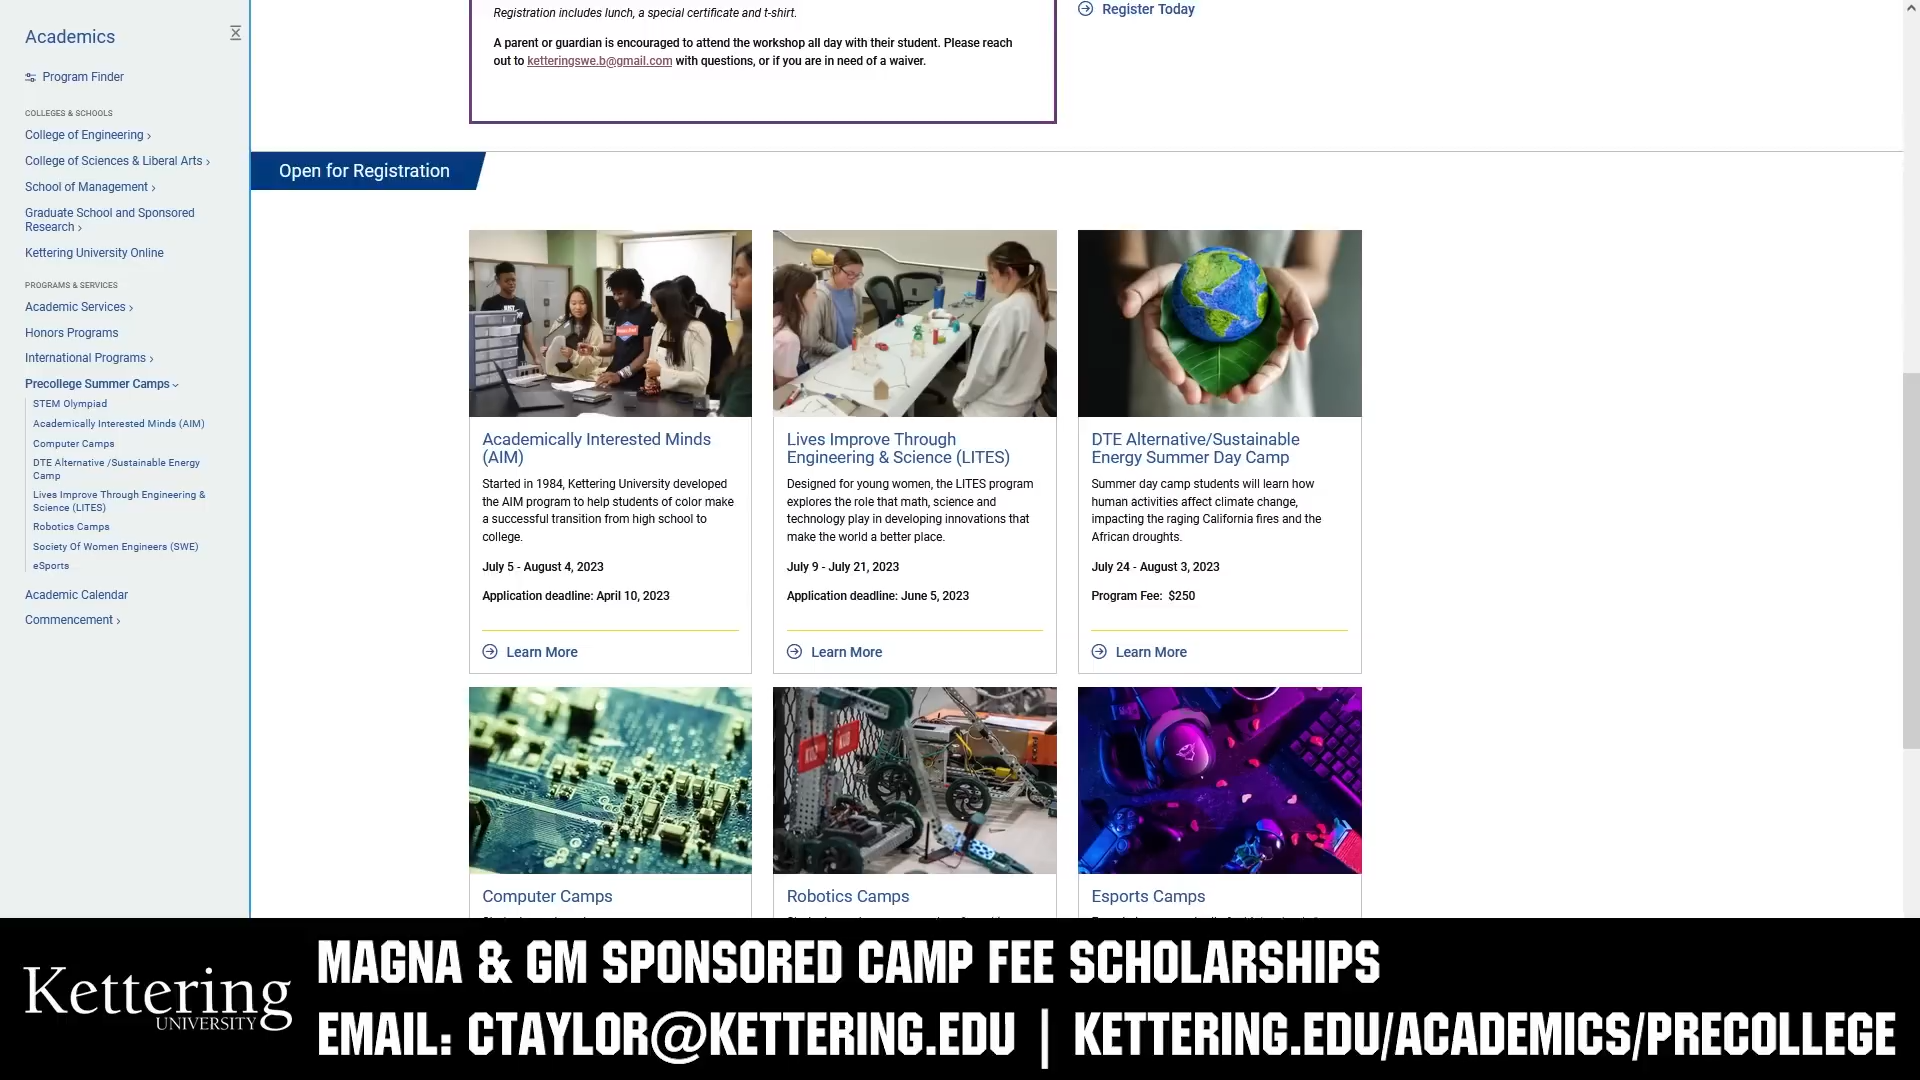 Academics
Program Finder
COLLEGES & SCHOOLS
College of Engineering
College of Sciences & Liberal Arts
School of Management
Graduate School and Sponsored
Research
Kettering University Online
PROGRAMS & SERVICES
Academic Services
Honors Programs
International Programs
Precollege Summer Camps
STEM Olympiad
Academically Interested Minds (AIM)
Computer Camps
DTE Alternative /Sustainable Energy
Camp
Lives Improve Through Engineering &
Science (LITES)
Robotics Camps
Society Of Women Engineers (SWE)
eSports
Academic Calendar
Commencement
Registration includes lunch, a special certificate and t-shirt.
A parent or guardian is encouraged to attend the workshop all day with their student. Please reach
out to ketteringswe.b@gmail.com with questions, or if you are in need of a waiver.
Register Today
Open for Registration
Academically Interested Minds
(AIM)
Started in 1984, Kettering University developed
the AIM program to help students of color make
a successful transition from high school to
college.
July 5 - August 4, 2023
Application deadline: April 10, 2023
Learn More
Lives Improve Through
Engineering & Science (LITES)
Designed for young women, the LITES program
explores the role that math, science and
technology play in developing innovations that
make the world a better place.
July 9 - July 21, 2023
Application deadline: June 5, 2023
Learn More
DTE Alternative/Sustainable
Energy Summer Day Camp
Summer day camp students will learn how
human activities affect climate change,
impacting the raging California fires and the
African droughts.
July 24 - August 3, 2023
Program Fee: $250
Learn More
Computer Camps
Robotics Camps
Esports Camps
Kettering
UNIVERSITY
MAGNA & GM SPONSORED CAMP FEE SCHOLARSHIPS
EMAIL: CTAYLOR@KETTERING.EDU | KETTERING.EDU/ACADEMICS/PRECOLLEGE